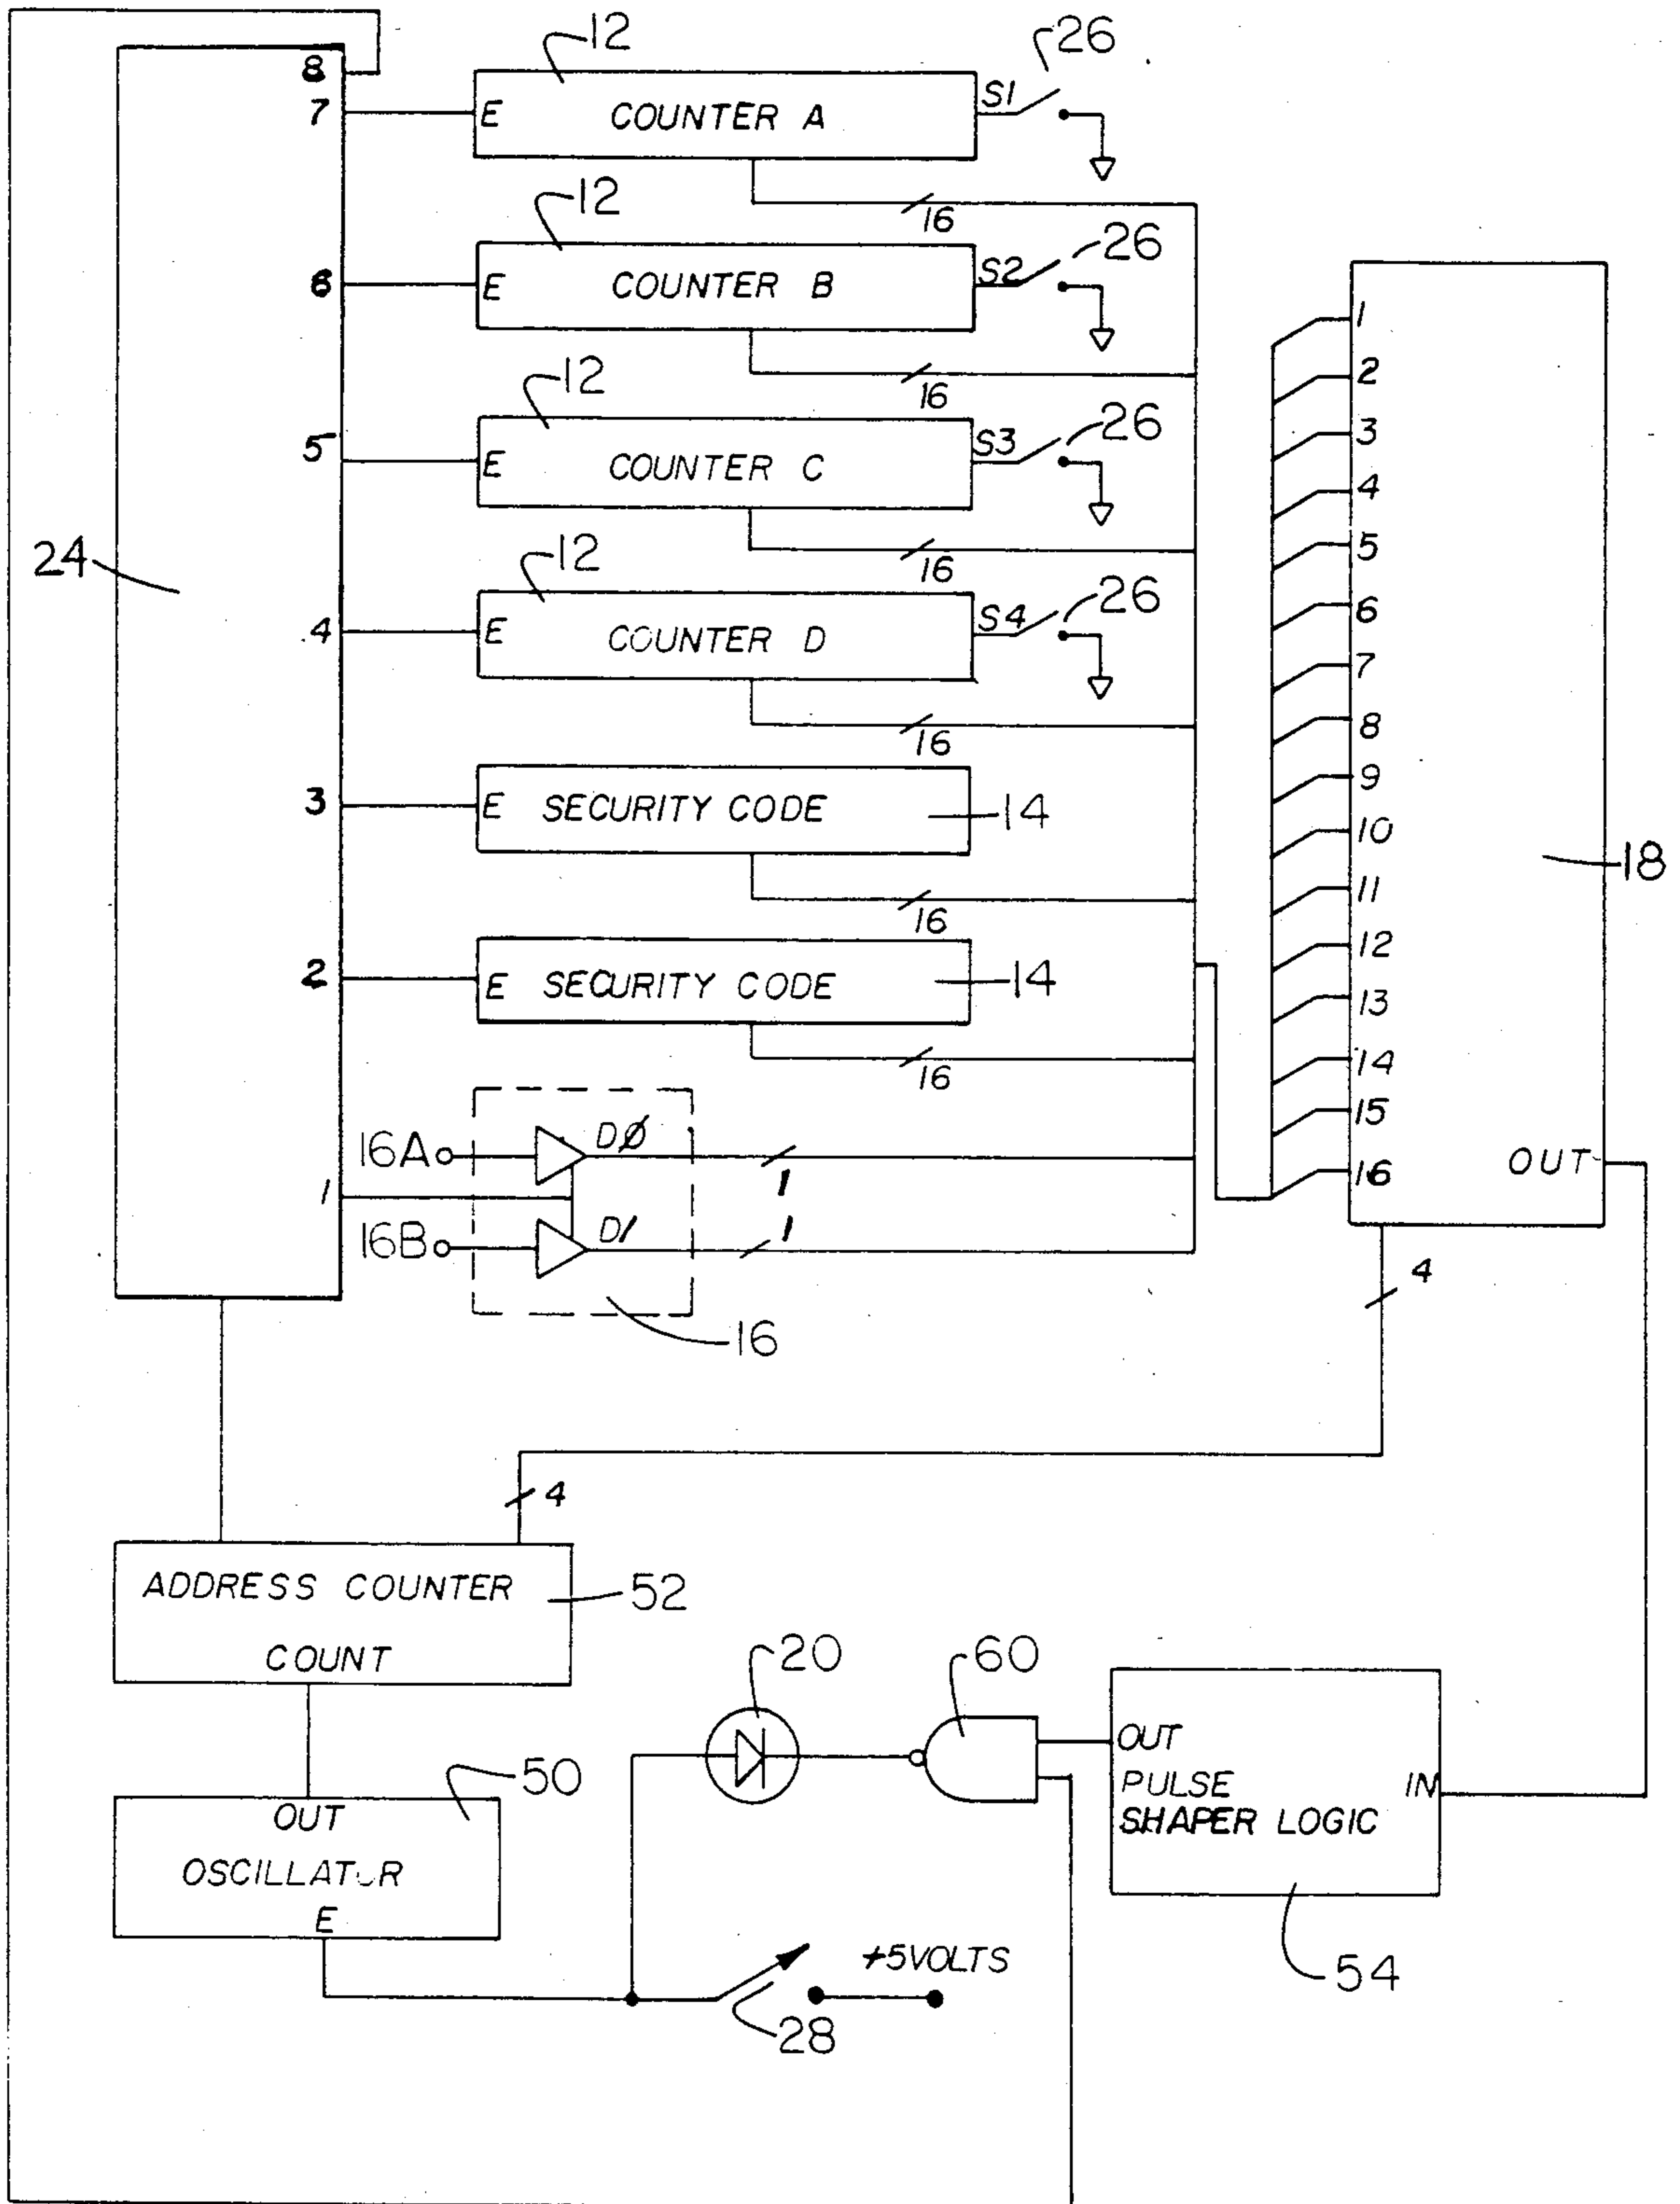 8
12
26
7
E
COUNTER A
S1
16
12
26
6
E
COUNTER B
S2
16
1
2
12
26
3
5
E
COUNTER C
S3
4
16
24
5
12
26
6
4
E
COUNTER D
S4
7
16
8
3
E
SECURITY CODE
14
9
10
18
16
11
2
E
SECURITY CODE
14
12
13
16
14
15
16A
DØ
1
16
OUT
1
16B
D1
1
16
4
4
ADDRESS COUNTER
52
COUNT
20
60
OUT
PULSE
IN
SHAPER LOGIC
50
OUT
OSCILLATOR
E
+5VOLTS
28
54